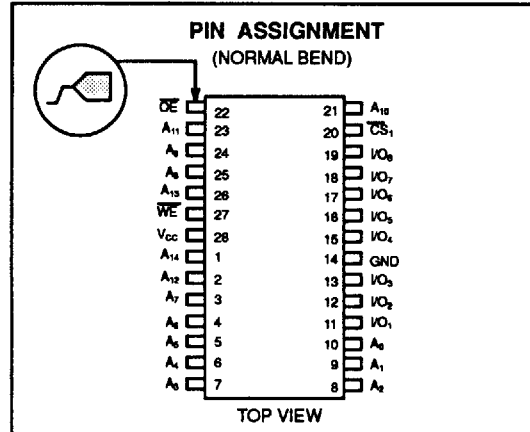 PIN ASSIGNMENT
(NORMAL BEND)
OE 22 21 A10
A11 23 20 CS1
A9 24 19 I/O8
A8 25 18 I/O7
A13 26 17 I/O6
WE 27 16 I/O5
VCC 28 15 I/O4
A14 1 14 GND
A12 2 13 I/O3
A7 3 12 I/O2
A6 4 11 I/O1
A5 5 10 A0
A4 6 9 A1
A3 7 8 A2
TOP VIEW